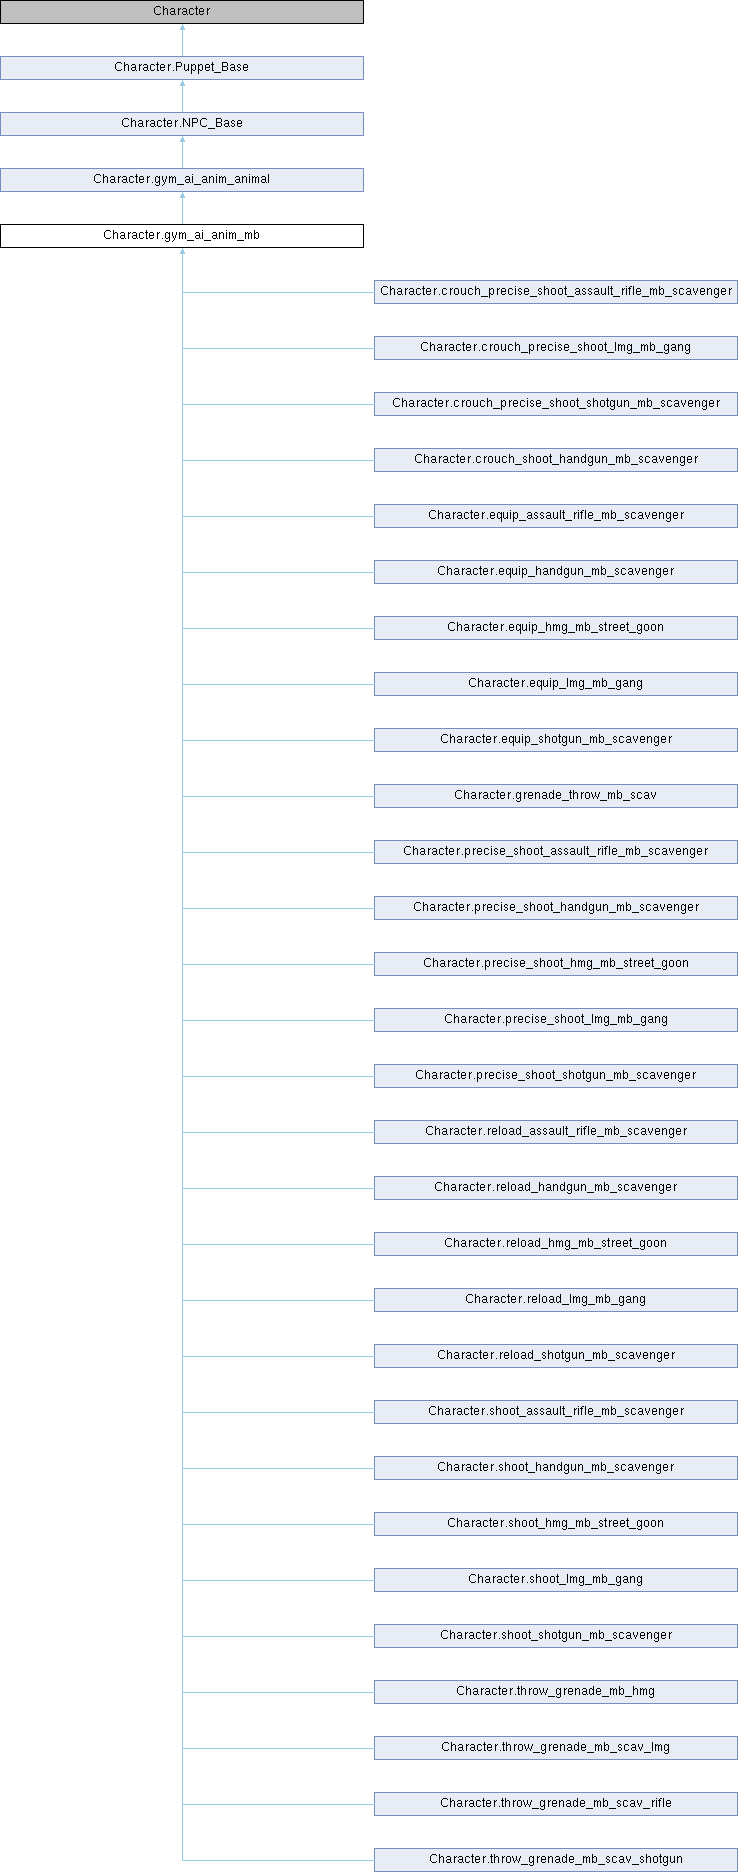 Character
Character.Puppet_Base
Character.NPC_Base
Character.gym_ai_anim_animal
Character.gym_ai_anim_mb
Character.crouch_precise_shoot_assault_rifle_mb_scavenger
Character.crouch_precise_shoot_lmg_mb_gang
Character.crouch_precise_shoot_shotgun_mb_scavenger
Character.crouch_shoot_handgun_mb_scavenger
Character.equip_assault_rifle_mb_scavenger
Character.equip_handgun_mb_scavenger
Character.equip_hmg_mb_street_goon
Character.equip_lmg_mb_gang
Character.equip_shotgun_mb_scavenger
Character.grenade_throw_mb_scav
Character.precise_shoot_assault_rifle_mb_scavenger
Character.precise_shoot_handgun_mb_scavenger
Character.precise_shoot_hmg_mb_street_goon
Character.precise_shoot_lmg_mb_gang
Character.precise_shoot_shotgun_mb_scavenger
Character.reload_assault_rifle_mb_scavenger
Character.reload_handgun_mb_scavenger
Character.reload_hmg_mb_street_goon
Character.reload_lmg_mb_gang
Character.reload_shotgun_mb_scavenger
Character.shoot_assault_rifle_mb_scavenger
Character.shoot_handgun_mb_scavenger
Character.shoot_hmg_mb_street_goon
Character.shoot_lmg_mb_gang
Character.shoot_shotgun_mb_scavenger
Character.throw_grenade_mb_hmg
Character.throw_grenade_mb_scav_lmg
Character.throw_grenade_mb_scav_rifle
Character.throw_grenade_mb_scav_shotgun